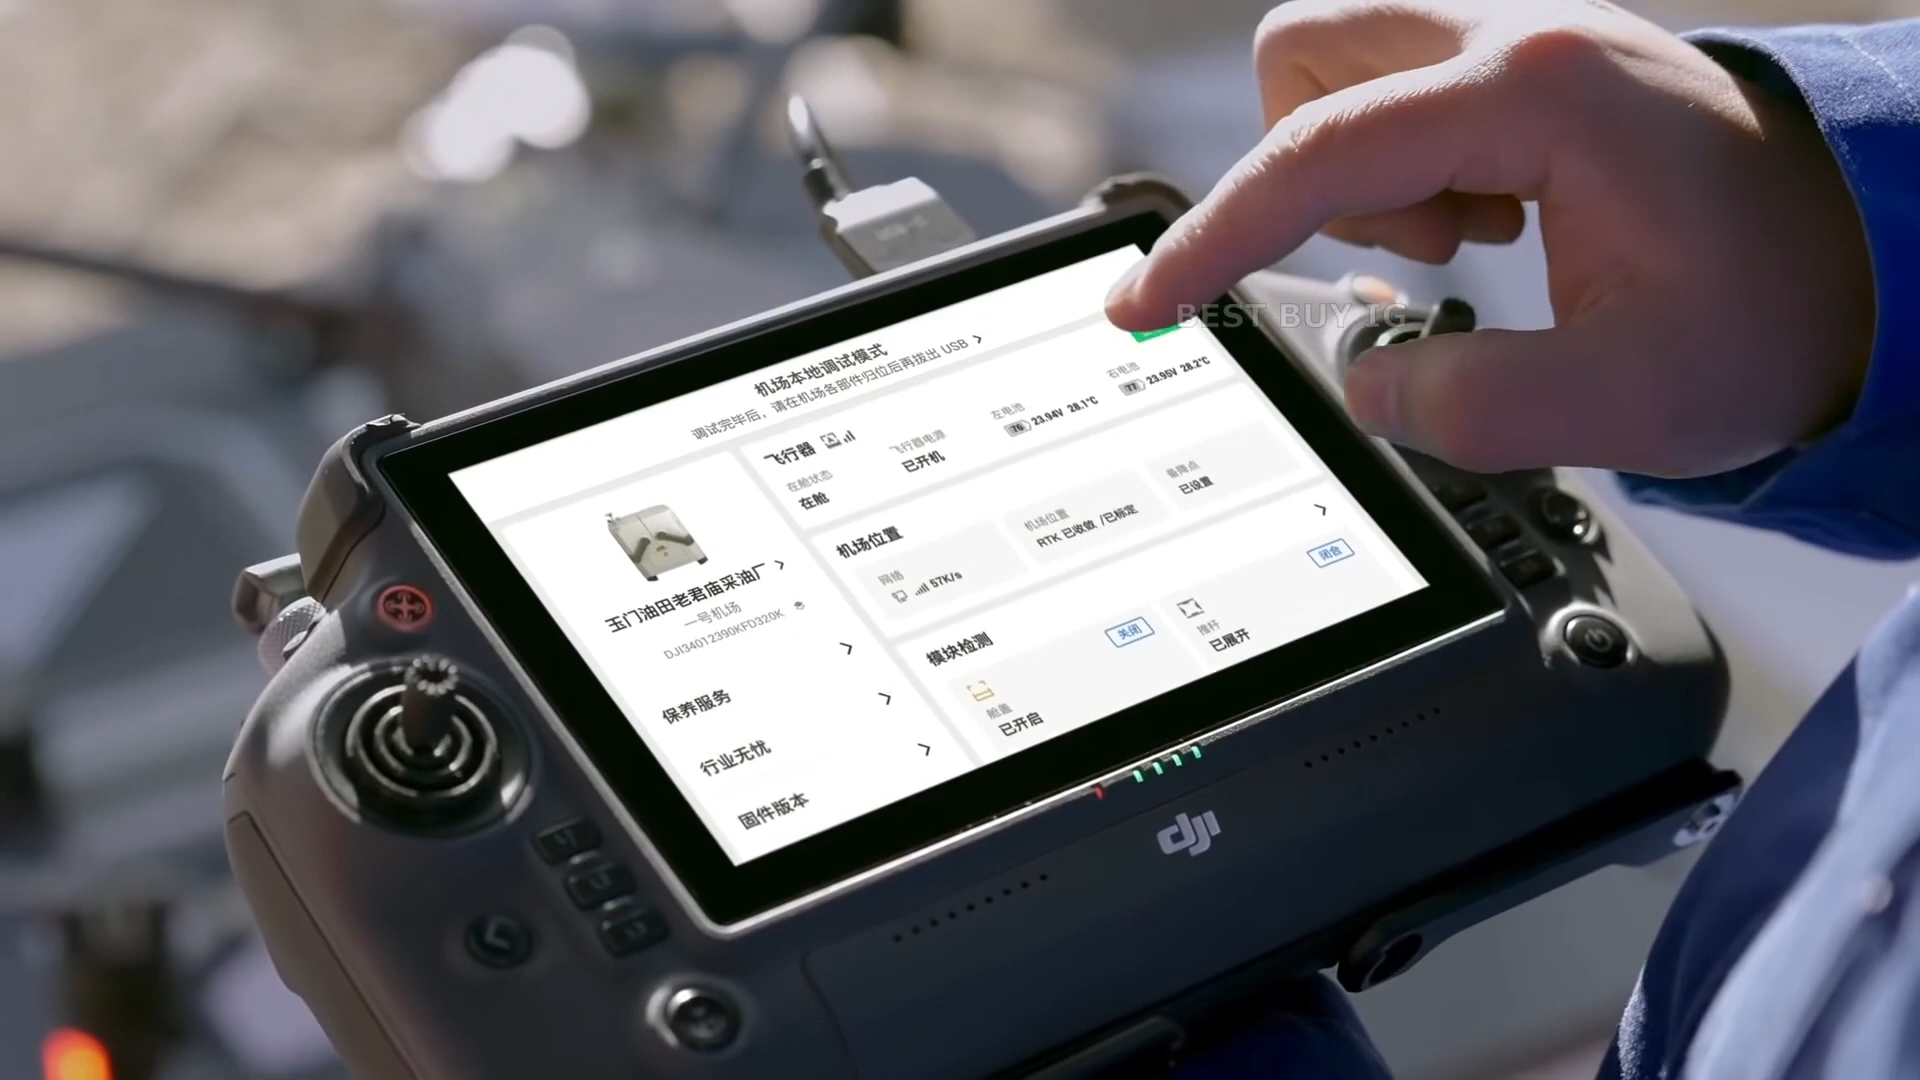 机场本地调试模式
调试完毕后，请在机场各部件归位后再拔出 USB
玉门油田老君庙采油厂
一号机场
DJI34012390KFD320K
保养服务
行业无忧
固件版本
飞行器
在舱状态
在舱
飞行器电源
已开机
左电池
76 23.94V 28.1°C
右电池
77 23.95V 28.2°C
机场位置
网络
57K/s
机场位置
RTK 已收敛 /已标定
备降点
已设置
模块检测
舱盖
已开启
关闭
推杆
已展开
闭合
BEST BUY IG
dji